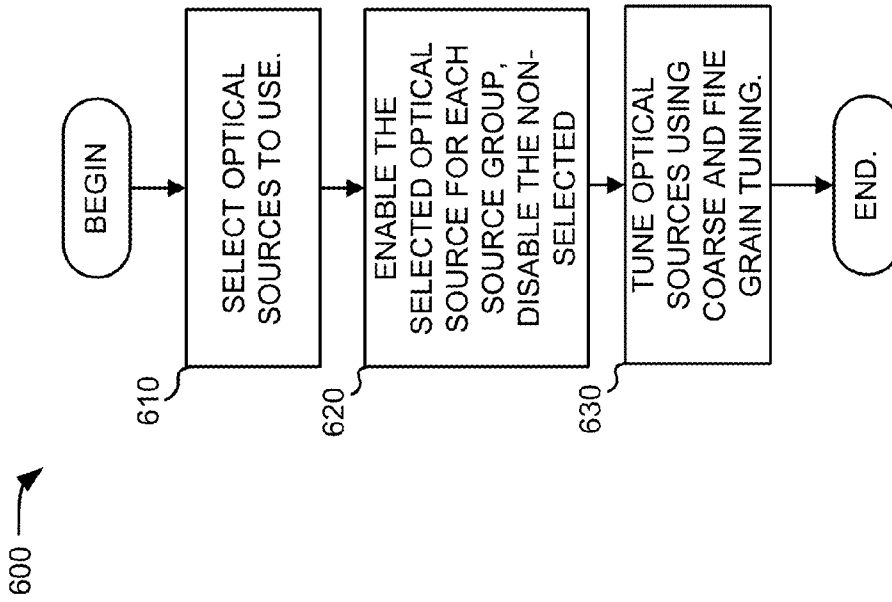 600
BEGIN
610
SELECT OPTICAL
SOURCES TO USE.
620
ENABLE THE
SELECTED OPTICAL
SOURCE FOR EACH
SOURCE GROUP,
DISABLE THE NON-
SELECTED
630
TUNE OPTICAL
SOURCES USING
COARSE AND FINE
GRAIN TUNING.
END.